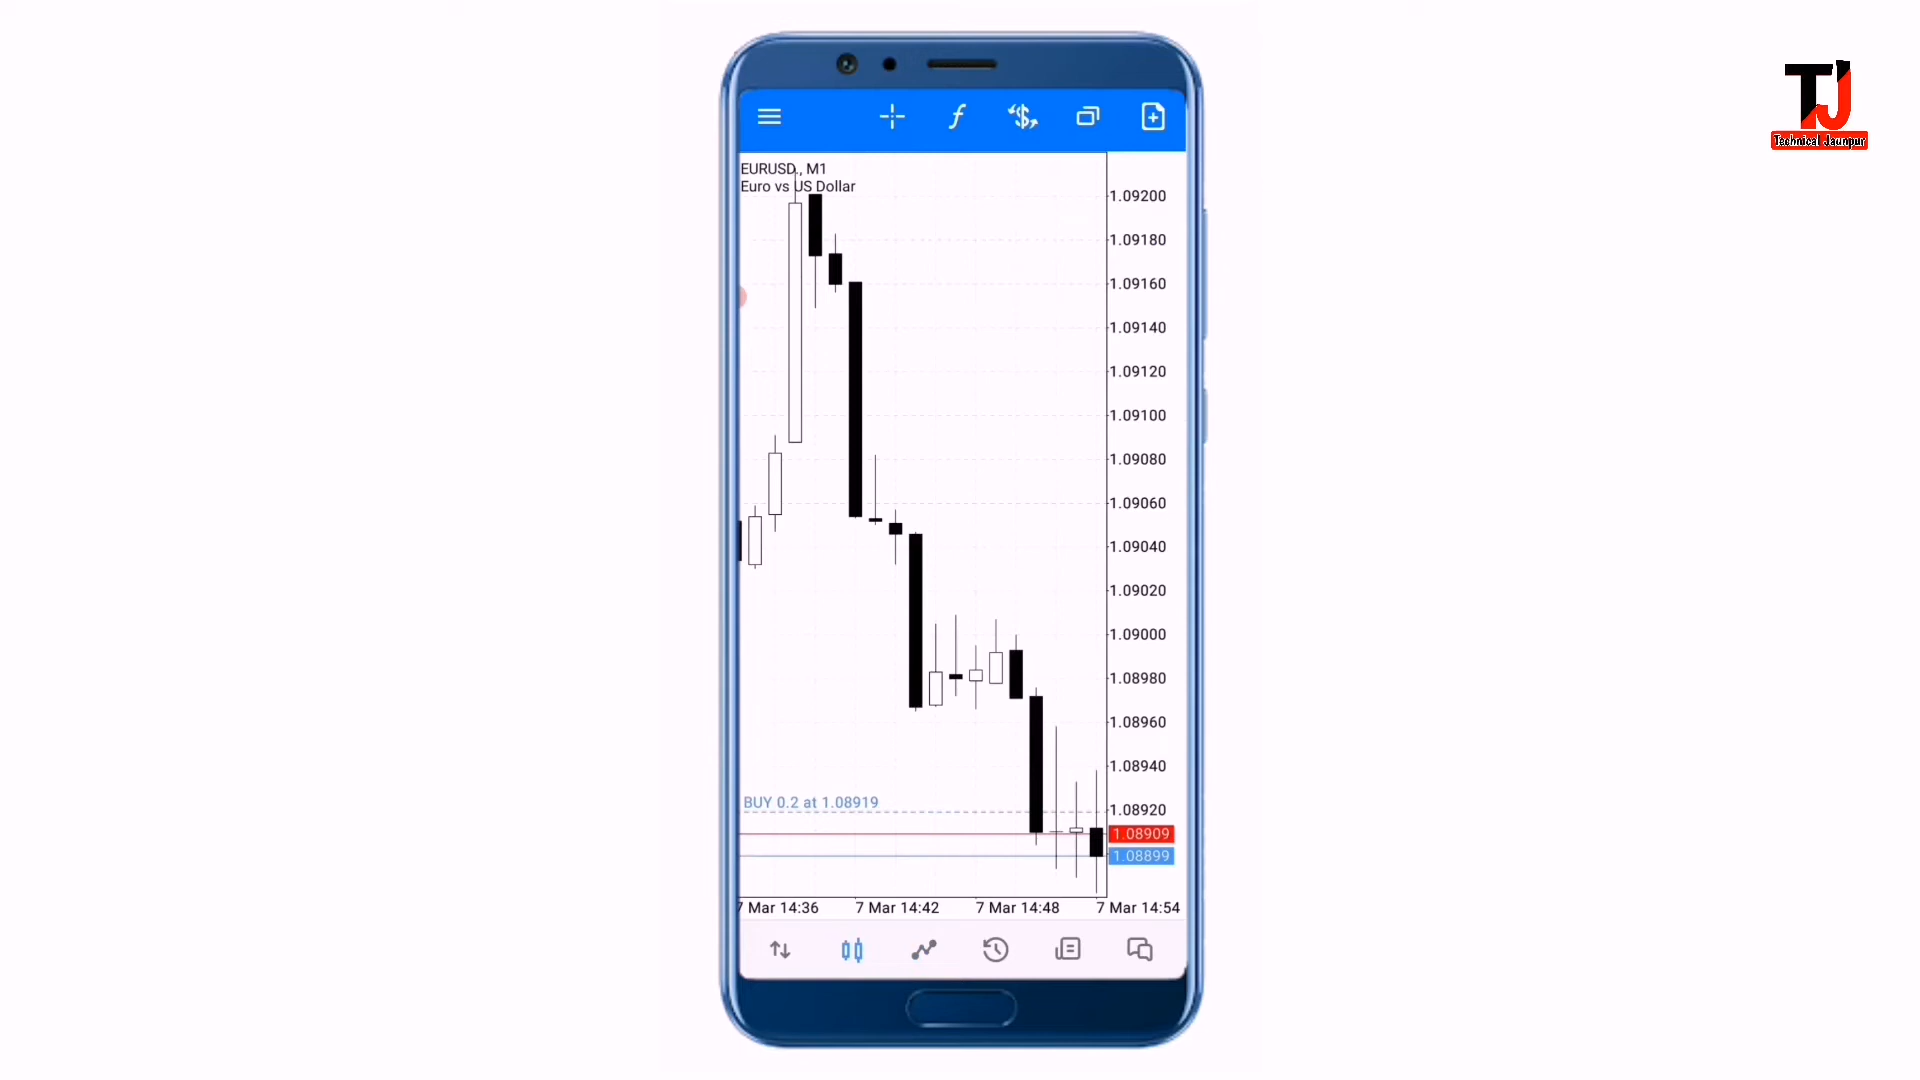 TJ
Technical Jaunpur
EURUSD., M1
Euro vs US Dollar
1.09200
1.09180
1.09160
1.09140
1.09120
1.09100
1.09080
1.09060
1.09040
1.09020
1.09000
1.08980
1.08960
1.08940
BUY 0.2 at 1.08919
1.08920
1.08909
1.08899
7 Mar 14:36 7 Mar 14:42 7 Mar 14:48 7 Mar 14:54